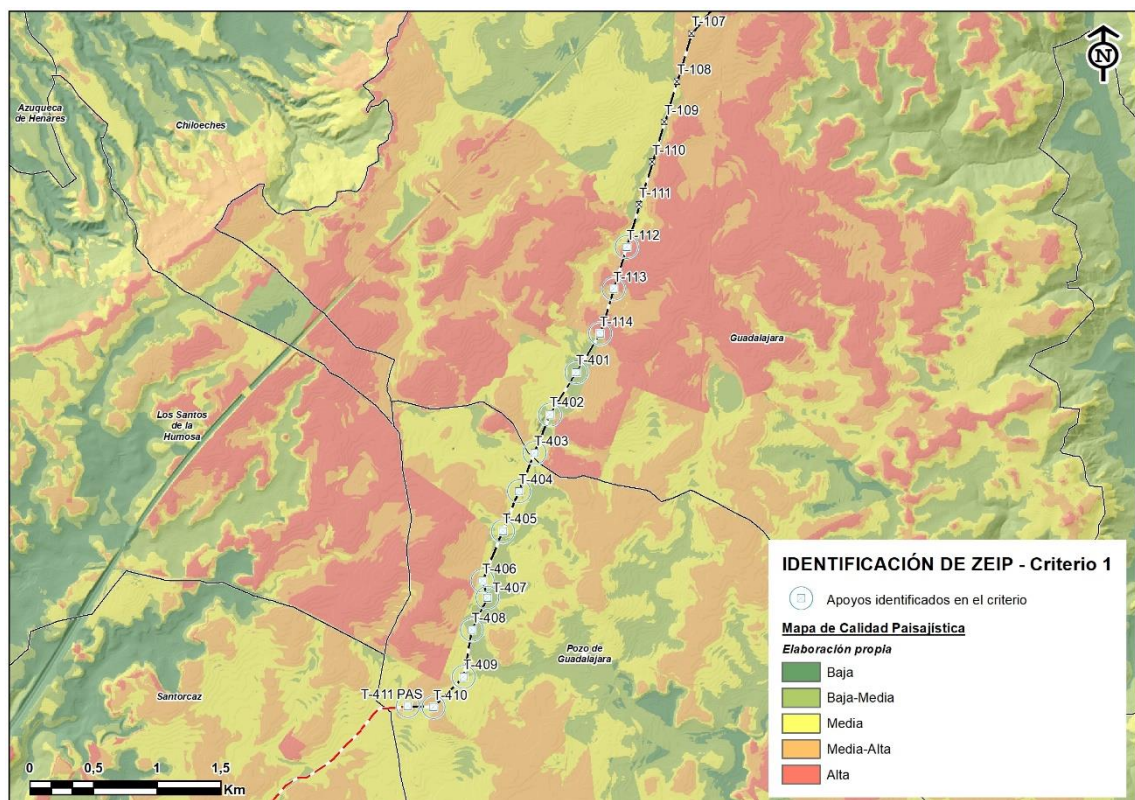 T-107
N
T-108
Azuqueca
de Henares
Chiloeches
T-109
T-110
T-111
T-112
T-113
T-114
Guadalajara
T-401
T-402
Los Santos
de la
Humosa
T-403
T-404
T-405
T-406
T-407
T-408
Pozo de
Guadalajara
T-409
Santorcaz
T-411 PAS
T-410
0 0,5 1 1,5
Km
IDENTIFICACIÓN DE ZEIP - Criterio 1
Apoyos identificados en el criterio
Mapa de Calidad Paisajística
Elaboración propia
Baja
Baja-Media
Media
Media-Alta
Alta